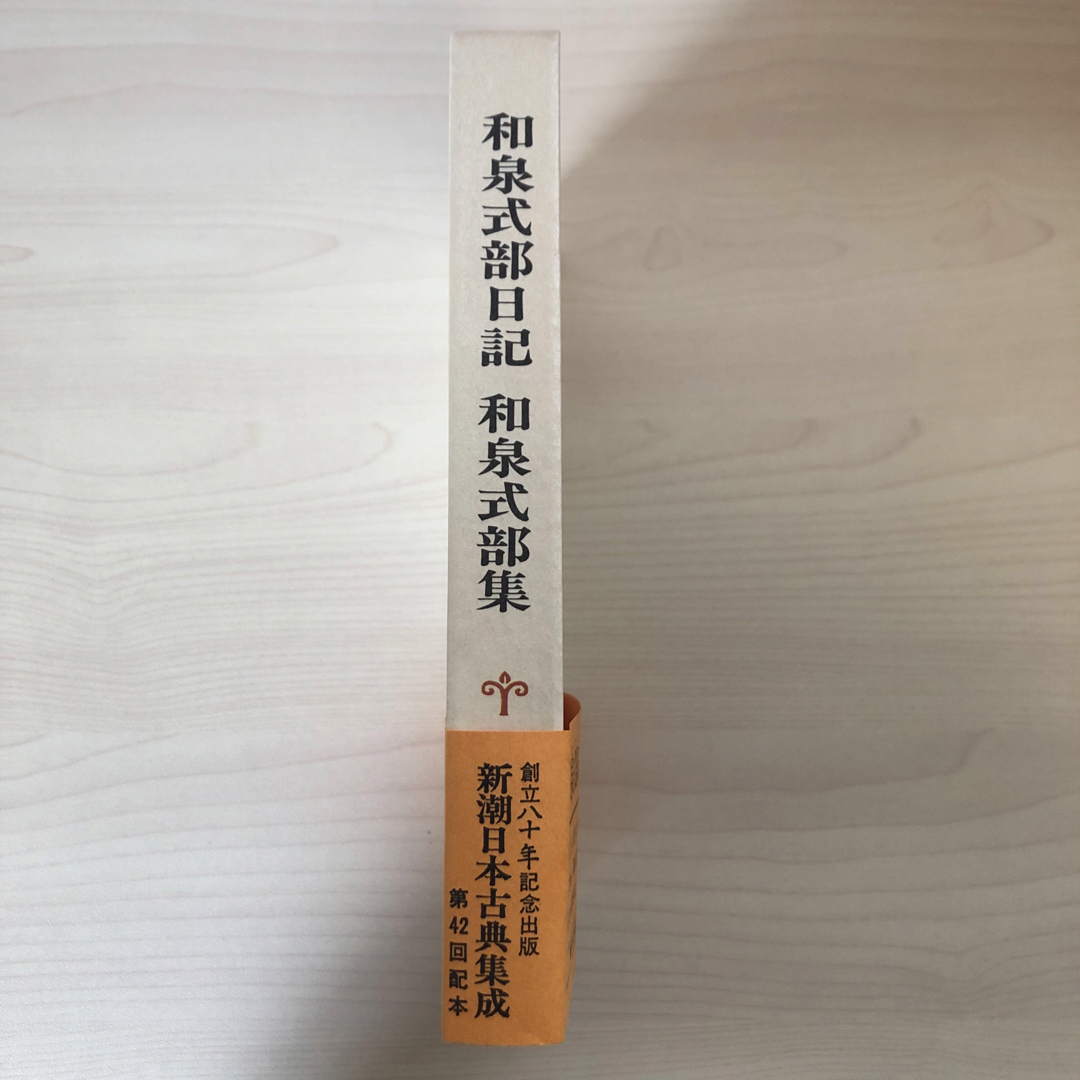 和泉式部日記 和泉式部集
創立八十年記念出版
新潮日本古典集成
第42回配本